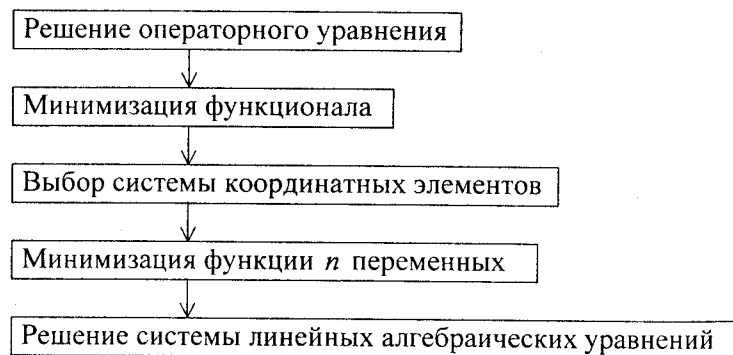 Решение операторного уравнения
Минимизация функционала
Выбор системы координатных элементов
Минимизация функции n переменных
Решение системы линейных алгебраических уравнений